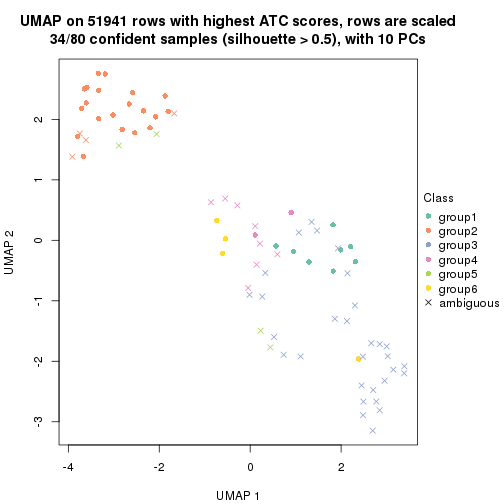 UMAP on 51941 rows with highest ATC scores, rows are scaled
34/80 confident samples (silhouette > 0.5), with 10 PCs
UMAP 2
2
1
0
-1
-2
-3
-4
-2
0
2
UMAP 1
Class
group1
group2
group3
group4
group5
group6
ambiguous